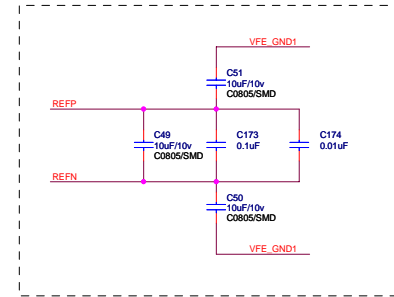 VFE_GND1
C51
10uF/10v
C0805/SMD
REFP
C49
10uF/10v
C0805/SMD
C173
0.1uF
C174
0.01uF
REFN
C50
10uF/10v
C0805/SMD
VFE_GND1